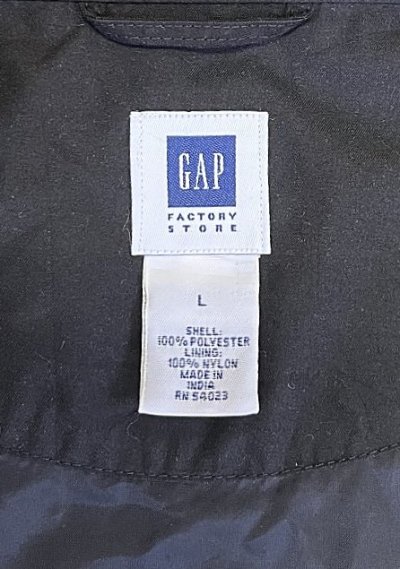 GAP
FACTORY
STORE
L
SHELL:
100% POLYESTER
LINING:
100% NYLON
MADE IN
INDIA
RN 54023